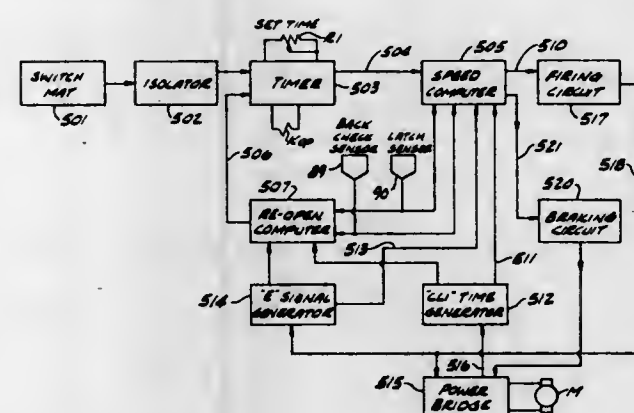 SET TIME
R1
504
505
510
SWITCH
MAT
ISOLATOR
TIMER
SPEED
COMPUTER
FIRING
CIRCUIT
501
502
503
517
BACK
CHECK
SENSOR
LATCH
SENSOR
521
506
89
90
518
507
520
RE-OPEN
COMPUTER
513
BRAKING
CIRCUIT
511
514
"E" SIGNAL
GENERATOR
"CLI" TIME
GENERATOR
512
516
515
POWER
BRIDGE
M